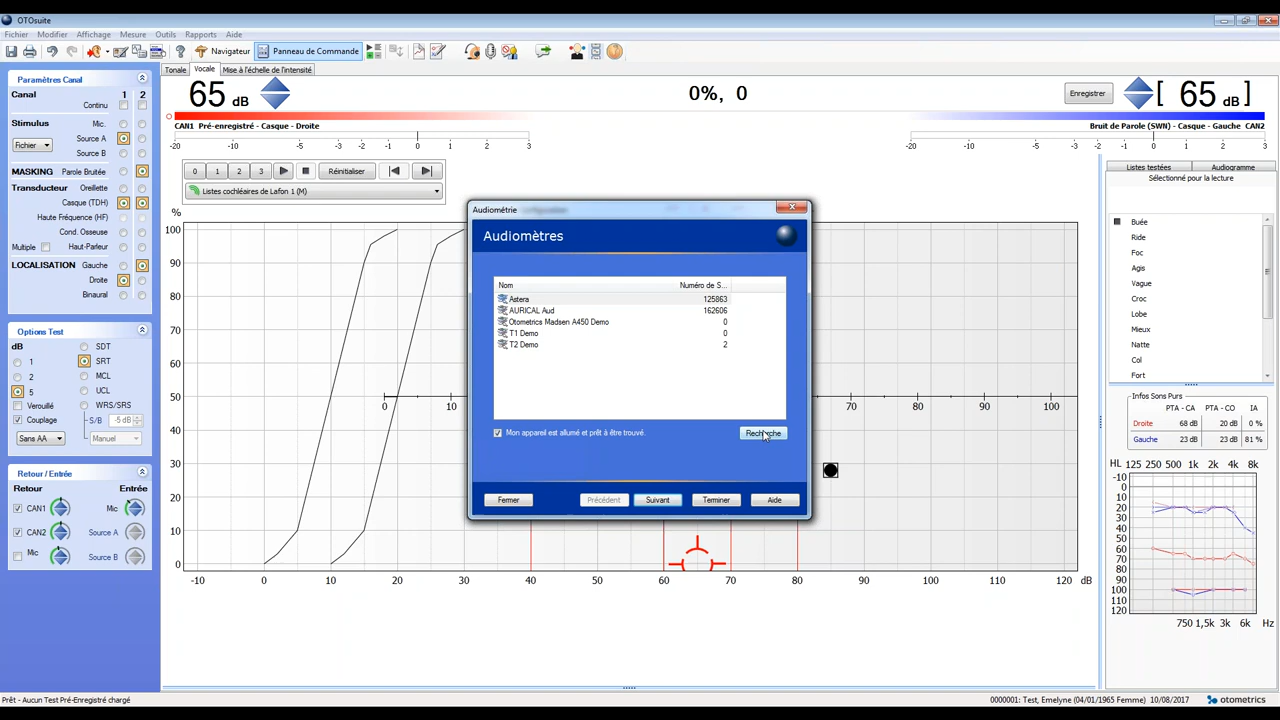 OTOsuite
Fichier Modifier Affichage Mesure Outils Rapports Aide
Navigateur Panneau de Commande
Tonale Vocale Mise à l'échelle de l'intensité
Paramètres Canal
Canal 1 2
Continu
Stimulus Mic.
Source A
Fichier
Source B
MASKING Parole Bruitée
Transducteur Oreillette
Casque (TDH)
Haute Fréquence (HF)
Cond. Osseuse
Multiple Haut-Parleur
LOCALISATION Gauche
Droite
Binaural
Options Test
dB SDT
1 SRT
2 MCL
5 UCL
Verouillé WRS/SRS
Couplage S/B -5 dB
Sans AA Manuel
Retour / Entrée
Retour Entrée
CAN1 Mic
CAN2 Source A
Mic Source B
65 dB
0%, 0
Enregistrer [ 65 dB ]
CAN1 Pré-enregistré - Casque - Droite
Bruit de Parole (SWN) - Casque - Gauche CAN2
-20 -10 -5 0 1 3
-20 -10 -5 0 1 3
0 1 2 3 Réinitialiser
Listes cochléaires de Lafon 1 (M)
%
100
90
80
70
60
50
40
30
20
10
0
0 10 70 80 90 100
-10 0 10 20 30 40 50 60 70 80 90 100 110 120 dB
Audiométrie
Audiomètres
Nom Numéro de S...
Astera 125863
AURICAL Aud 162606
Otometrics Madsen A450 Demo 0
T1 Demo 0
T2 Demo 2
Mon appareil est allumé et prêt à être trouvé. Recherche
Fermer Précédent Suivant Terminer Aide
Listes testées Audiogramme
Sélectionné pour la lecture
Buée
Ride
Foc
Agis
Vague
Croc
Lobe
Mieux
Natte
Col
Fort
Infos Sons Purs
PTA - CA PTA - CO IA
Droite 68 dB 20 dB 0 %
Gauche 23 dB 23 dB 81 %
HL 125 250 500 1k 2k 4k 8k
-10
0
10
20
30
40
50
60
70
80
90
100
110
120
750 1,5k 3k 6k Hz
Prêt - Aucun Test Pré-Enregistré chargé
0000001: Test, Emelyne (04/01/1965 Femme) 10/08/2017 otometrics